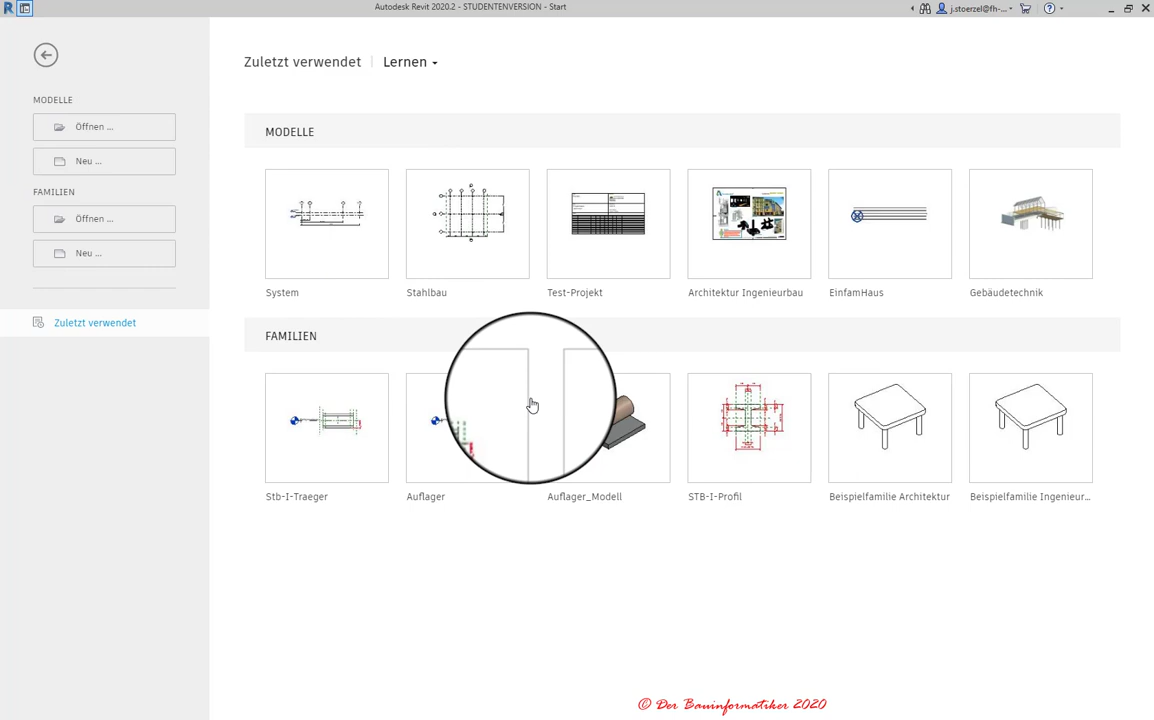 Autodesk Revit 2020.2 - STUDENTENVERSION - Start
j.stoerzel@fh-...
Zuletzt verwendet | Lernen
MODELLE
Öffnen ...
Neu ...
FAMILIEN
Öffnen ...
Neu ...
Zuletzt verwendet
MODELLE
System Stahlbau Test-Projekt Architektur Ingenieurbau EinfamHaus Gebäudetechnik
FAMILIEN
Stb-I-Traeger Auflager Auflager_Modell STB-I-Profil Beispielfamilie Architektur Beispielfamilie Ingenieur...
© Der Bauinformatiker 2020